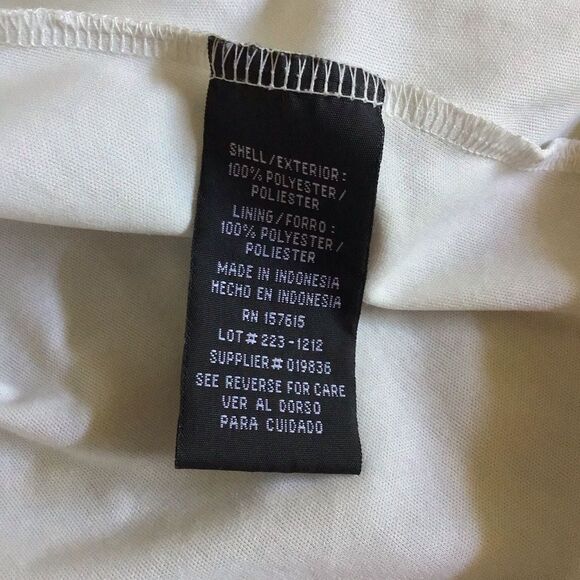 SHELL/EXTERIOR:
100% POLYESTER/
POLIESTER
LINING/FORRO:
100% POLYESTER/
POLIESTER
MADE IN INDONESIA
HECHO EN INDONESIA
RN 157615
LOT# 223-1212
SUPPLIER# 019836
SEE REVERSE FOR CARE
VER AL DORSO
PARA CUIDADO